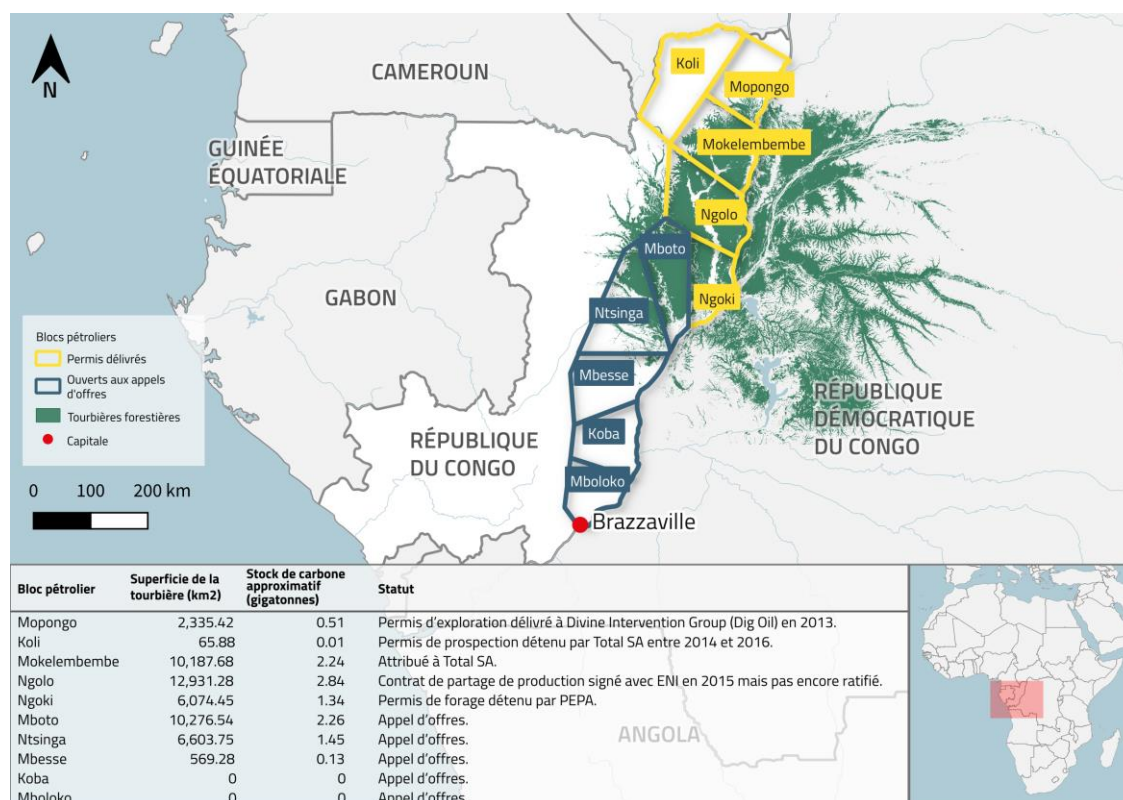 N
CAMEROUN
GUINÉE
ÉQUATORIALE
GABON
RÉPUBLIQUE
DU CONGO
RÉPUBLIQUE
DÉMOCRATIQUE
DU CONGO
ANGOLA
Koli
Mopongo
Mokelembembe
Ngolo
Mboto
Ngoki
Ntsinga
Mbesse
Koba
Mboloko
Brazzaville
Blocs pétroliers
Permis délivrés
Ouverts aux appels
d'offres
Tourbières forestières
Capitale
0 100 200 km
Bloc pétrolier Superficie de la tourbière (km2) Stock de carbone approximatif (gigatonnes) Statut
Mopongo 2,335.42 0.51 Permis d'exploration délivré à Divine Intervention Group (Dig Oil) en 2013.
Koli 65.88 0.01 Permis de prospection détenu par Total SA entre 2014 et 2016.
Mokelembembe 10,187.68 2.24 Attribué à Total SA.
Ngolo 12,931.28 2.84 Contrat de partage de production signé avec ENI en 2015 mais pas encore ratifié.
Ngoki 6,074.45 1.34 Permis de forage détenu par PEPA.
Mboto 10,276.54 2.26 Appel d'offres.
Ntsinga 6,603.75 1.45 Appel d'offres.
Mbesse 569.28 0.13 Appel d'offres.
Koba 0 0 Appel d'offres.
Mboloko 0 0 Appel d'offres.